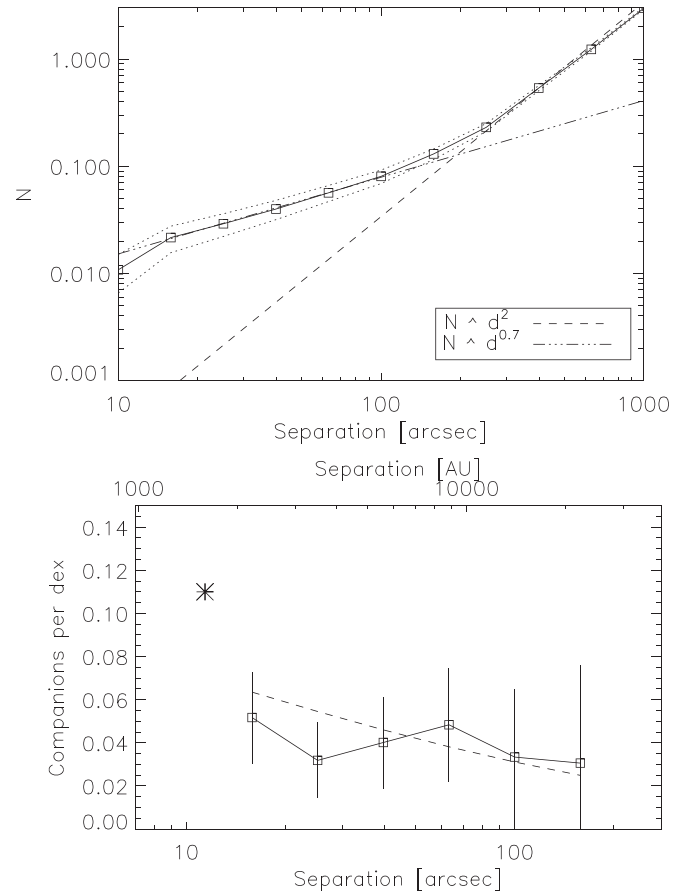 1.000
0.100
0.010
0.001
N
10 100 1000
Separation [arcsec]
N ^ d2
N ^ d0.7
Separation [AU]
1000 10000
0.14
0.12
0.10
0.08
0.06
0.04
0.02
0.00
Companions per dex
10 100
Separation [arcsec]